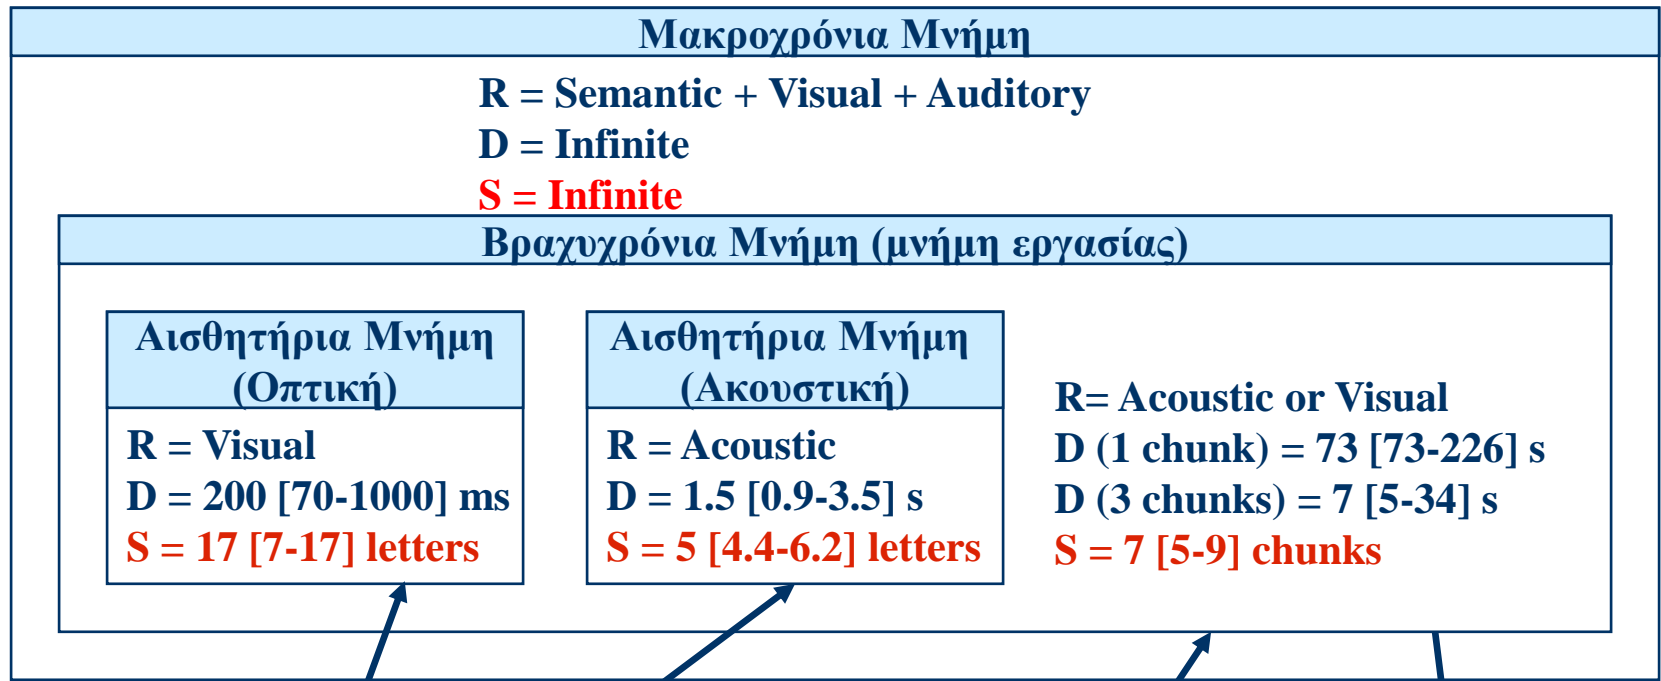 Μακροχρόνια Μνήμη
R = Semantic + Visual + Auditory
D = Infinite
S = Infinite
Βραχυχρόνια Μνήμη (μνήμη εργασίας)
Αισθητήρια Μνήμη
(Οπτική)
R = Visual
D = 200 [70-1000] ms
S = 17 [7-17] letters
Αισθητήρια Μνήμη
(Ακουστική)
R = Acoustic
D = 1.5 [0.9-3.5] s
S = 5 [4.4-6.2] letters
R= Acoustic or Visual
D (1 chunk) = 73 [73-226] s
D (3 chunks) = 7 [5-34] s
S = 7 [5-9] chunks